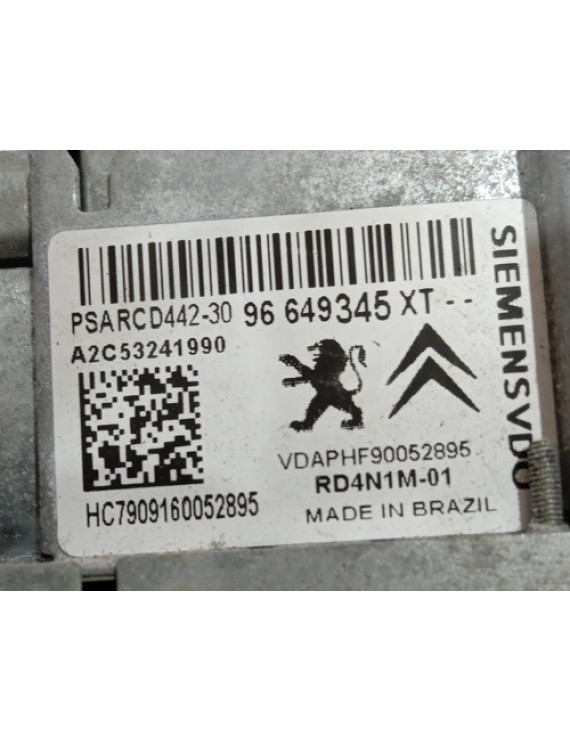 PSARCD442-30 96 649345 XT--
A2C53241990
VDAPHF90052895
RD4N1M-01
HC7909160052895
MADE IN BRAZIL
SIEMENSVDO